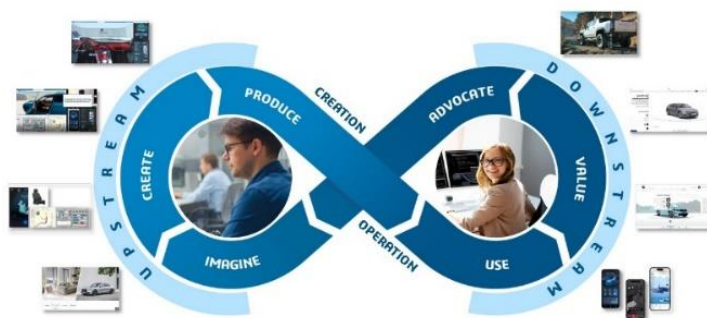 UPSTREAM
CREATE
PRODUCE
IMAGINE
CREATION
OPERATION
ADVOCATE
VALUE
USE
DOWNSTREAM